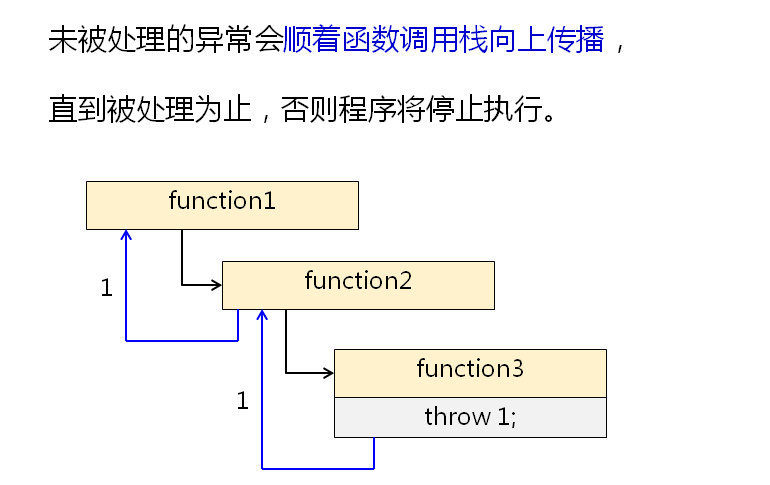 未被处理的异常会顺着函数调用栈向上传播，
直到被处理为止，否则程序将停止执行。
function1
1
function2
function3
1
throw 1;